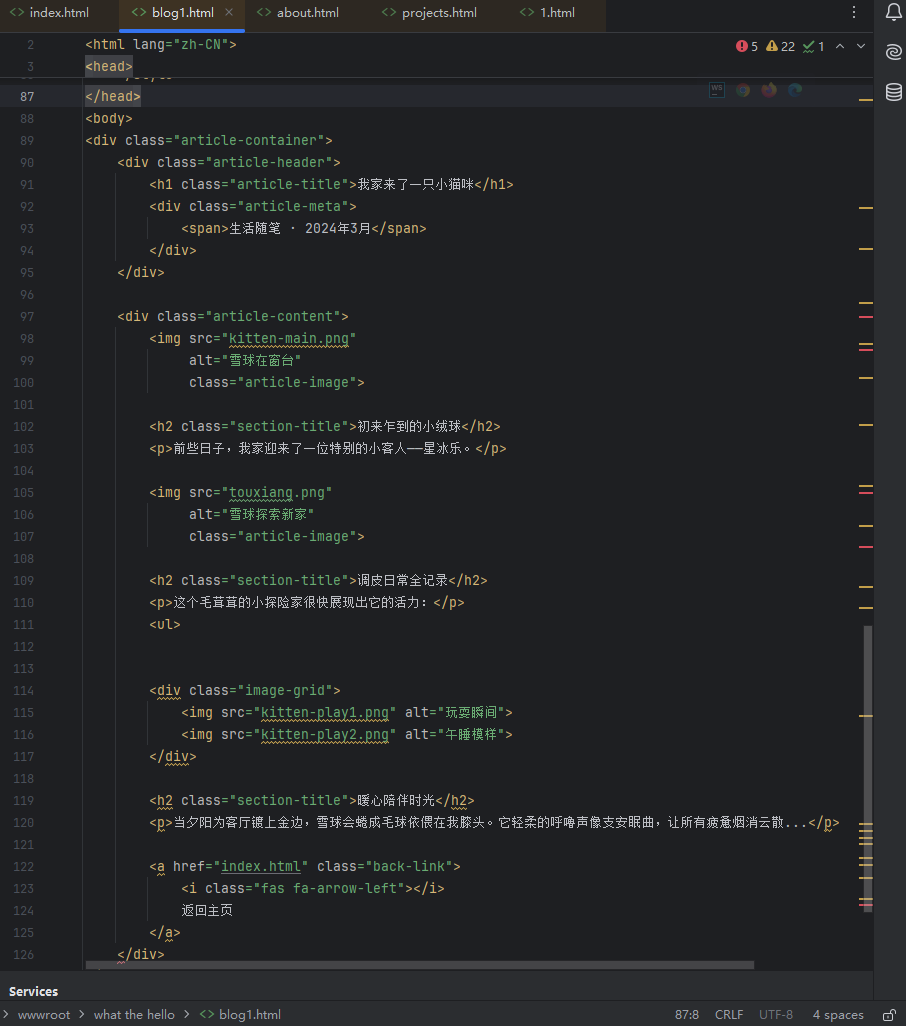 index.html
blog1.html
about.html
projects.html
1.html
2 <html lang="zh-CN">
5 22 1
3 <head>
87 </head>
88 <body>
89 <div class="article-container">
90 <div class="article-header">
91 <h1 class="article-title">我家来了一只小猫咪</h1>
92 <div class="article-meta">
93 <span>生活随笔 · 2024年3月</span>
94 </div>
95 </div>
96
97 <div class="article-content">
98 <img src="kitten-main.png"
99 alt="雪球在窗台"
100 class="article-image">
101
102 <h2 class="section-title">初来乍到的小绒球</h2>
103 <p>前些日子，我家迎来了一位特别的小客人——星冰乐。</p>
104
105 <img src="touxiang.png"
106 alt="雪球探索新家"
107 class="article-image">
108
109 <h2 class="section-title">调皮日常全记录</h2>
110 <p>这个毛茸茸的小探险家很快展现出它的活力：</p>
111 <ul>
112
113
114 <div class="image-grid">
115 <img src="kitten-play1.png" alt="玩耍瞬间">
116 <img src="kitten-play2.png" alt="午睡模样">
117 </div>
118
119 <h2 class="section-title">暖心陪伴时光</h2>
120 <p>当夕阳为客厅镀上金边，雪球会蜷成毛球依偎在我膝头。它轻柔的呼噜声像支安眠曲，让所有疲惫烟消云散...</p>
121
122 <a href="index.html" class="back-link">
123 <i class="fas fa-arrow-left"></i>
124 返回主页
125 </a>
126 </div>
Services
wwwroot > what the hello > blog1.html
87:8 CRLF UTF-8 4 spaces